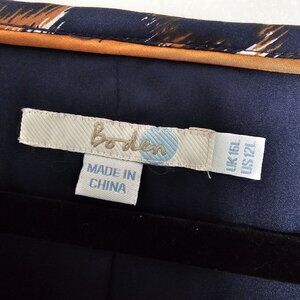 Boden
MADE IN
CHINA
UK 16L
US 12L